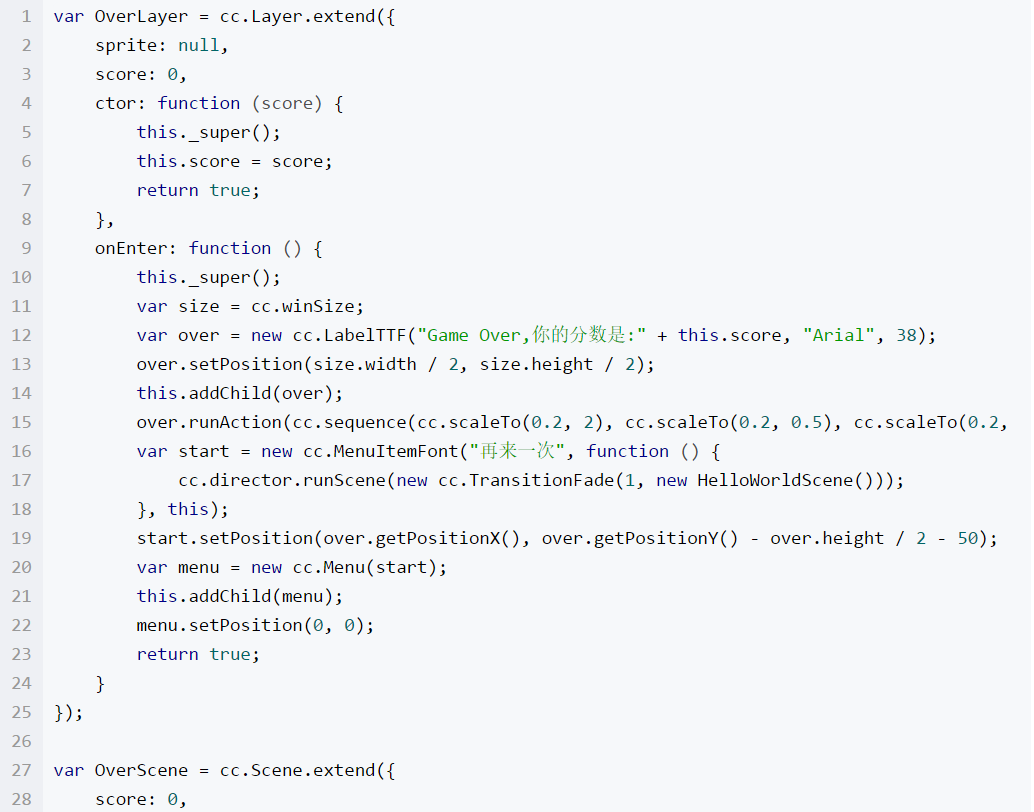 1 var OverLayer = cc.Layer.extend({
2     sprite: null,
3     score: 0,
4     ctor: function (score) {
5         this._super();
6         this.score = score;
7         return true;
8     },
9     onEnter: function () {
10         this._super();
11         var size = cc.winSize;
12         var over = new cc.LabelTTF("Game Over,你的分数是:" + this.score, "Arial", 38);
13         over.setPosition(size.width / 2, size.height / 2);
14         this.addChild(over);
15         over.runAction(cc.sequence(cc.scaleTo(0.2, 2), cc.scaleTo(0.2, 0.5), cc.scaleTo(0.2,
16         var start = new cc.MenuItemFont("再来一次", function () {
17             cc.director.runScene(new cc.TransitionFade(1, new HelloWorldScene()));
18         }, this);
19         start.setPosition(over.getPositionX(), over.getPositionY() - over.height / 2 - 50);
20         var menu = new cc.Menu(start);
21         this.addChild(menu);
22         menu.setPosition(0, 0);
23         return true;
24     }
25 });
26
27 var OverScene = cc.Scene.extend({
28     score: 0,